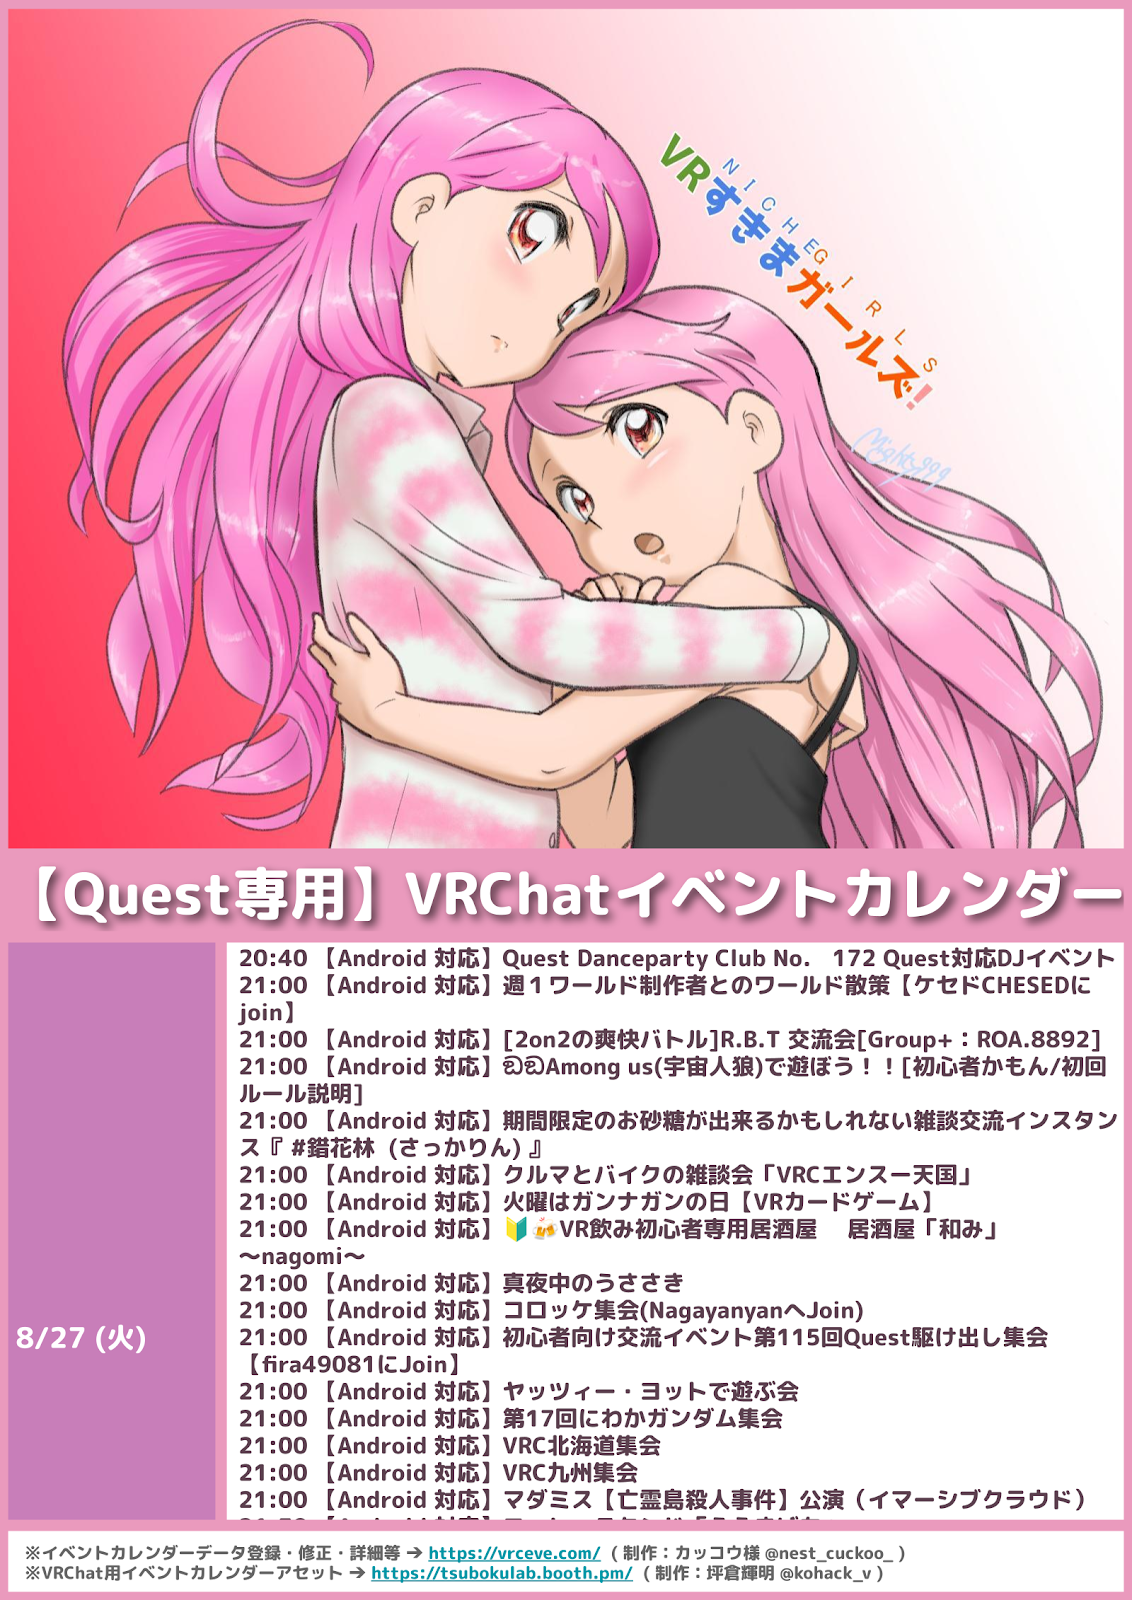 NICHE GIRLS
VRすきまガールズ!
Mighty999
【Quest専用】VRChatイベントカレンダー
8/27 (火)
20:40 【Android 対応】Quest Danceparty Club No. 172 Quest対応DJイベント
21:00 【Android 対応】週１ワールド制作者とのワールド散策【ケセドCHESEDに
join】
21:00 【Android 対応】[2on2の爽快バトル]R.B.T 交流会[Group+：ROA.8892]
21:00 【Android 対応】ඞඞAmong us(宇宙人狼)で遊ぼう！！[初心者かもん/初回
ルール説明]
21:00 【Android 対応】期間限定のお砂糖が出来るかもしれない雑談交流インスタン
ス『 #錯花林 (さっかりん) 』
21:00 【Android 対応】クルマとバイクの雑談会「VRCエンスー天国」
21:00 【Android 対応】火曜はガンナガンの日【VRカードゲーム】
21:00 【Android 対応】🔰🍻VR飲み初心者専用居酒屋　居酒屋「和み」
～nagomi～
21:00 【Android 対応】真夜中のうささき
21:00 【Android 対応】コロッケ集会(NagayanyanへJoin)
21:00 【Android 対応】初心者向け交流イベント第115回Quest駆け出し集会
【fira49081にJoin】
21:00 【Android 対応】ヤッツィー・ヨットで遊ぶ会
21:00 【Android 対応】第17回にわかガンダム集会
21:00 【Android 対応】VRC北海道集会
21:00 【Android 対応】VRC九州集会
21:00 【Android 対応】マダミス【亡霊島殺人事件】公演（イマーシブクラウド）
※イベントカレンダーデータ登録・修正・詳細等 ➔ https://vrceve.com/ ( 制作：カッコウ様 @nest_cuckoo_ )
※VRChat用イベントカレンダーアセット ➔ https://tsubokulab.booth.pm/ ( 制作：坪倉輝明 @kohack_v )